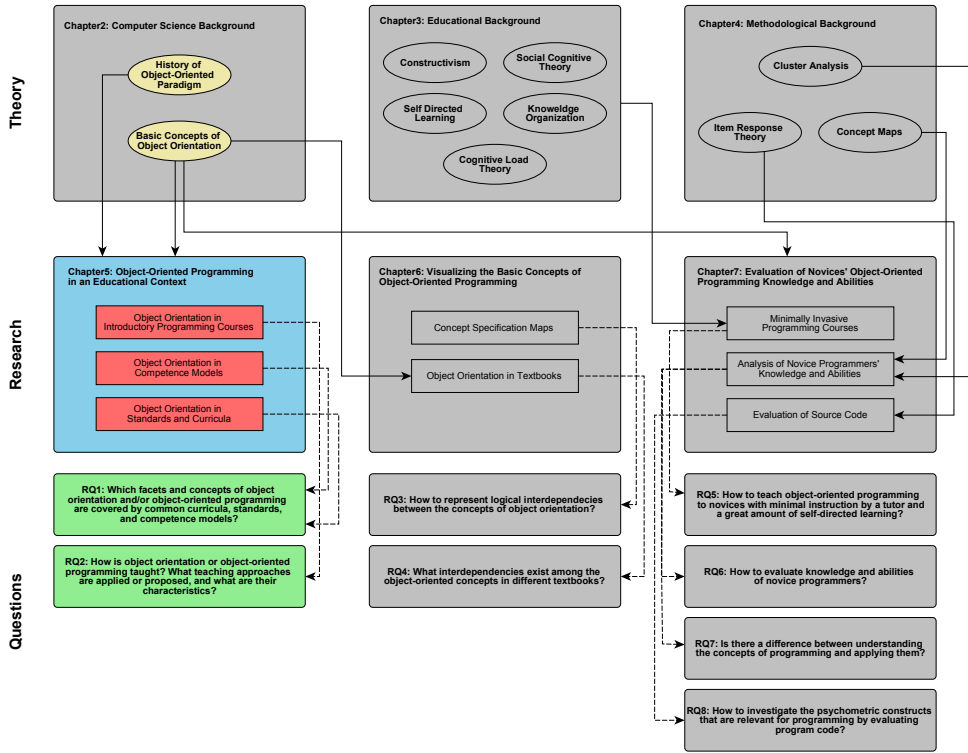 Theory
Chapter2: Computer Science Background
History of
Object-Oriented
Paradigm
Basic Concepts of
Object Orientation
Chapter3: Educational Background
Constructivism
Social Cognitive
Theory
Self Directed
Learning
Knoweldge
Organization
Cognitive Load
Theory
Chapter4: Methodological Background
Cluster Analysis
Item Response
Theory
Concept Maps
Research
Chapter5: Object-Oriented Programming
in an Educational Context
Object Orientation in
Introductory Programming Courses
Object Orientation in
Competence Models
Object Orientation in
Standards and Curricula
Chapter6: Visualizing the Basic Concepts of
Object-Oriented Programming
Concept Specification Maps
Object Orientation in Textbooks
Chapter7: Evaluation of Novices' Object-Oriented
Programming Knowledge and Abilities
Minimally Invasive
Programming Courses
Analysis of Novice Programmers'
Knowledge and Abilities
Evaluation of Source Code
Questions
RQ1: Which facets and concepts of object
orientation and/or object-oriented programming
are covered by common curricula, standards,
and competence models?
RQ2: How is object orientation or object-oriented
programming taught? What teaching approaches
are applied or proposed, and what are their
characteristics?
RQ3: How to represent logical interdependencies
between the concepts of object orientation?
RQ4: What interdependencies exist among the
object-oriented concepts in different textbooks?
RQ5: How to teach object-oriented programming
to novices with minimal instruction by a tutor and
a great amount of self-directed learning?
RQ6: How to evaluate knowledge and abilities
of novice programmers?
RQ7: Is there a difference between understanding
the concepts of programming and applying them?
RQ8: How to investigate the psychometric constructs
that are relevant for programming by evaluating
program code?